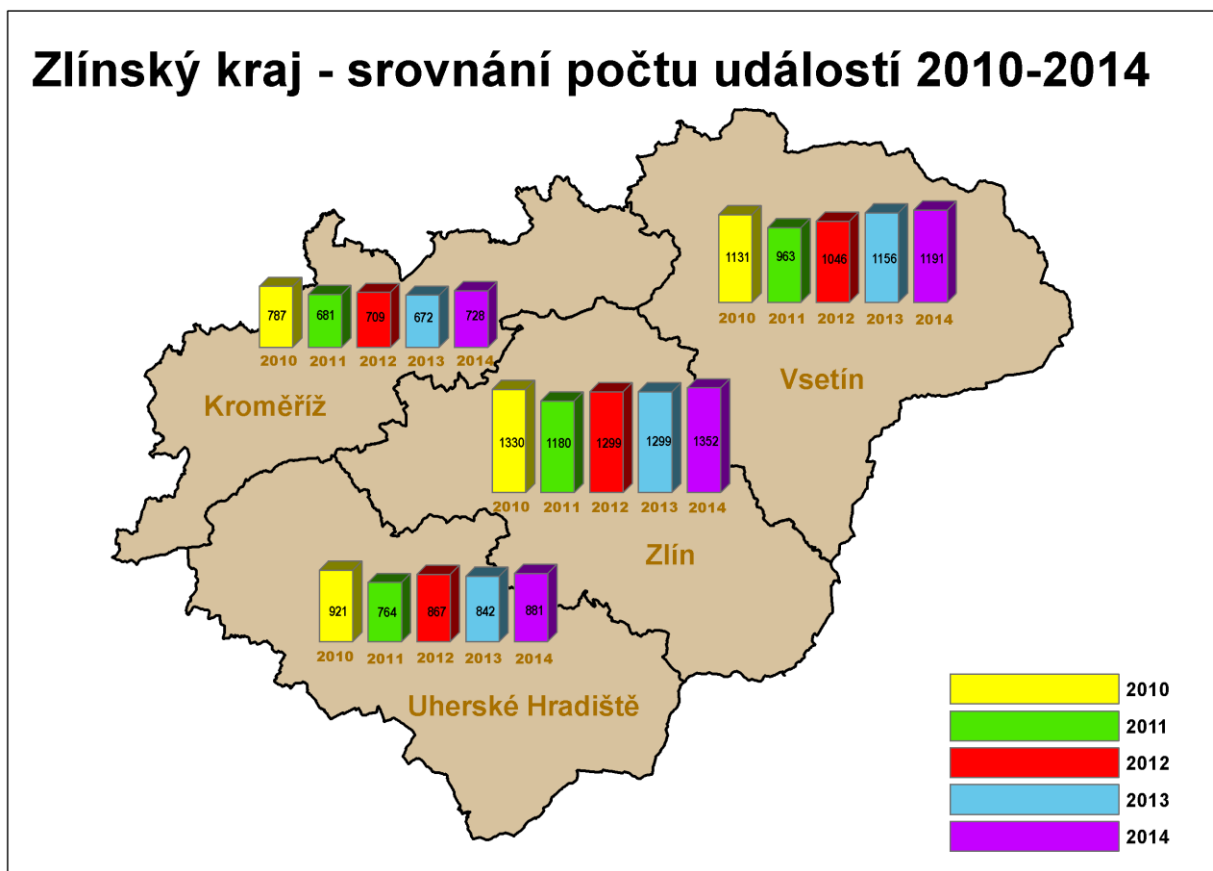 Zlínský kraj - srovnání počtu událostí 2010-2014
1131 963 1046 1156 1191
2010 2011 2012 2013 2014
Vsetín
787 681 709 672 728
2010 2011 2012 2013 2014
Kroměříž
1330 1180 1299 1299 1352
2010 2011 2012 2013 2014
Zlín
921 764 867 842 881
2010 2011 2012 2013 2014
Uherské Hradiště
2010
2011
2012
2013
2014